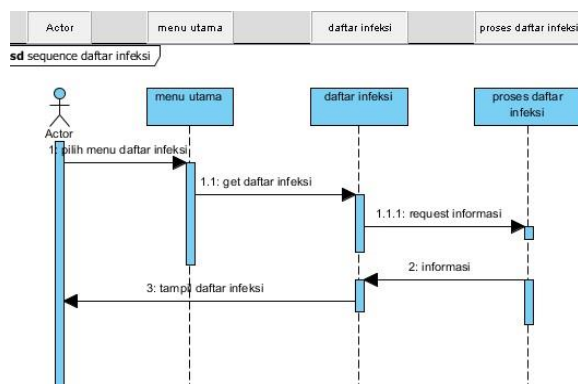 Actor
menu utama
daftar infeksi
proses daftar infeksi
sd sequence daftar infeksi
menu utama
daftar infeksi
proses daftar
infeksi
Actor
1: pilih menu daftar infeksi
1.1: get daftar infeksi
1.1.1: request informasi
2: informasi
3: tampil daftar infeksi